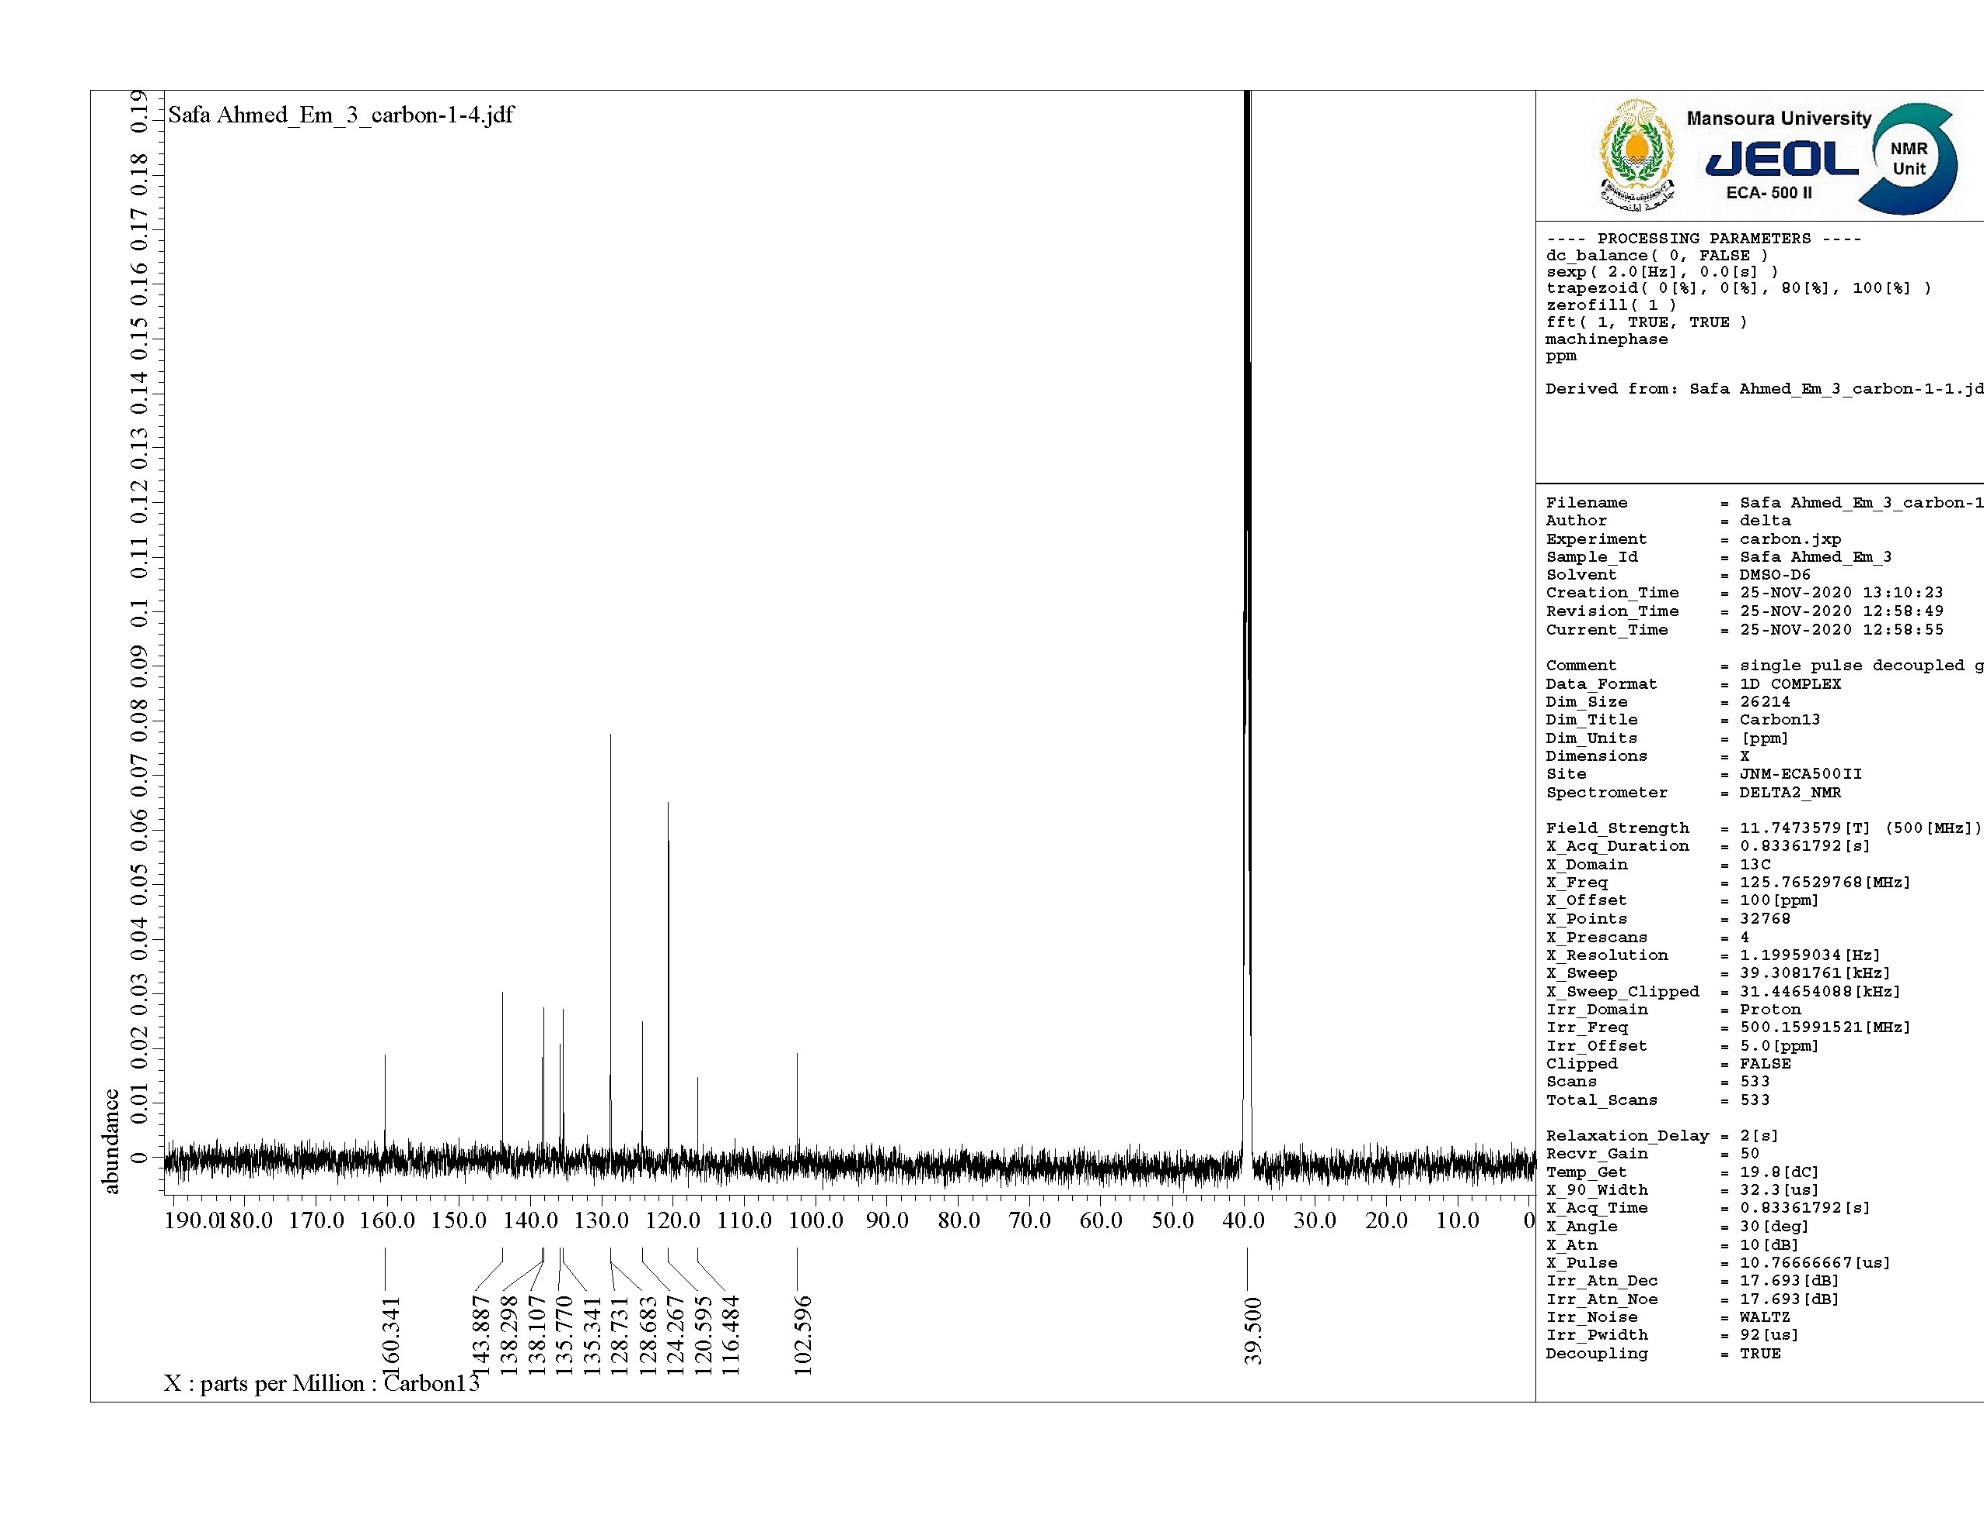 Safa Ahmed_Em_3_carbon-1-4.jdf
abundance
0.19
0.18
0.17
0.16
0.15
0.14
0.13
0.12
0.11
0.1
0.09
0.08
0.07
0.06
0.05
0.04
0.03
0.02
0.01
0
190.0 180.0 170.0 160.0 150.0 140.0 130.0 120.0 110.0 100.0 90.0 80.0 70.0 60.0 50.0 40.0 30.0 20.0 10.0 0
160.341
143.887
138.298
138.107
135.770
135.341
128.731
128.683
124.267
120.595
116.484
102.596
39.500
X : parts per Million : Carbon13
Mansoura University
JEOL
ECA- 500 II
NMR
Unit
---- PROCESSING PARAMETERS ----
dc_balance( 0, FALSE )
sexp( 2.0[Hz], 0.0[s] )
trapezoid( 0[%], 0[%], 80[%], 100[%] )
zerofill( 1 )
fft( 1, TRUE, TRUE )
machinephase
ppm
Derived from: Safa Ahmed_Em_3_carbon-1-1.jd
Filename = Safa Ahmed_Em_3_carbon-1
Author = delta
Experiment = carbon.jxp
Sample_Id = Safa Ahmed_Em_3
Solvent = DMSO-D6
Creation_Time = 25-NOV-2020 13:10:23
Revision_Time = 25-NOV-2020 12:58:49
Current_Time = 25-NOV-2020 12:58:55
Comment = single pulse decoupled g
Data_Format = 1D COMPLEX
Dim_Size = 26214
Dim_Title = Carbon13
Dim_Units = [ppm]
Dimensions = X
Site = JNM-ECA500II
Spectrometer = DELTA2_NMR
Field_Strength = 11.7473579[T] (500[MHz])
X_Acq_Duration = 0.83361792[s]
X_Domain = 13C
X_Freq = 125.76529768[MHz]
X_Offset = 100[ppm]
X_Points = 32768
X_Prescans = 4
X_Resolution = 1.19959034[Hz]
X_Sweep = 39.3081761[kHz]
X_Sweep_Clipped = 31.44654088[kHz]
Irr_Domain = Proton
Irr_Freq = 500.15991521[MHz]
Irr_Offset = 5.0[ppm]
Clipped = FALSE
Scans = 533
Total_Scans = 533
Relaxation_Delay = 2[s]
Recvr_Gain = 50
Temp_Get = 19.8[dC]
X_90_Width = 32.3[us]
X_Acq_Time = 0.83361792[s]
X_Angle = 30[deg]
X_Atn = 10[dB]
X_Pulse = 10.76666667[us]
Irr_Atn_Dec = 17.693[dB]
Irr_Atn_Noe = 17.693[dB]
Irr_Noise = WALTZ
Irr_Pwidth = 92[us]
Decoupling = TRUE